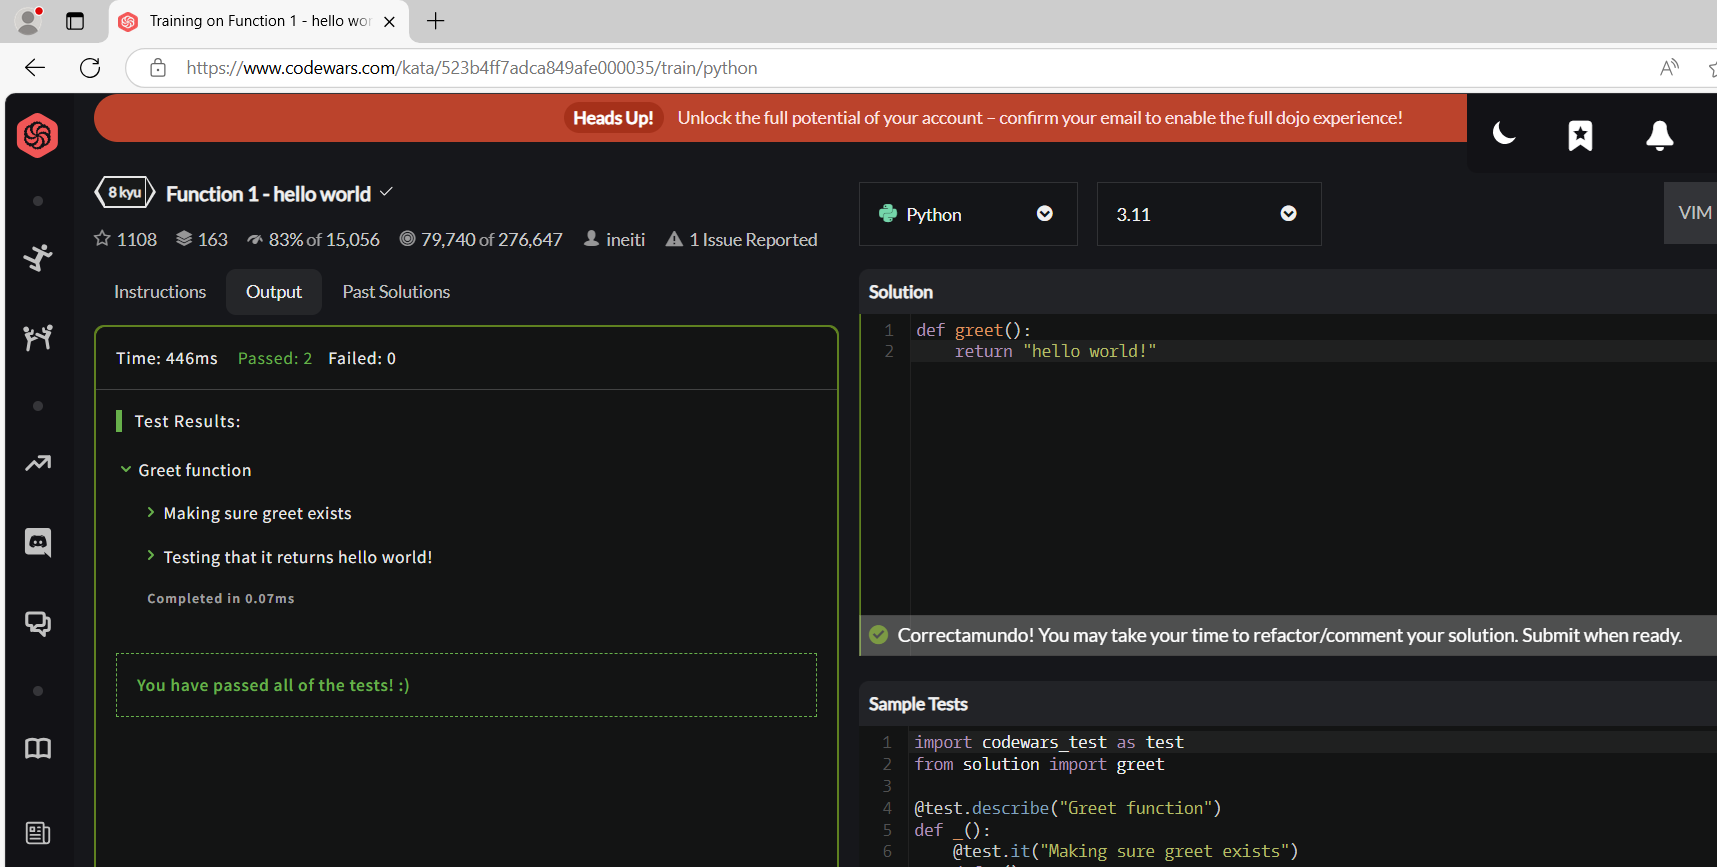 Training on Function 1 - hello wor
https://www.codewars.com/kata/523b4ff7adca849afe000035/train/python
Heads Up! Unlock the full potential of your account – confirm your email to enable the full dojo experience!
8 kyu Function 1 - hello world
1108 163 83% of 15,056 79,740 of 276,647 ineiti 1 Issue Reported
Python 3.11 VIM
Instructions Output Past Solutions
Time: 446ms Passed: 2 Failed: 0
Test Results:
Greet function
Making sure greet exists
Testing that it returns hello world!
Completed in 0.07ms
You have passed all of the tests! :)
Solution
1 def greet():
2     return "hello world!"
Correctamundo! You may take your time to refactor/comment your solution. Submit when ready.
Sample Tests
1 import codewars_test as test
2 from solution import greet
3
4 @test.describe("Greet function")
5 def _():
6     @test.it("Making sure greet exists")